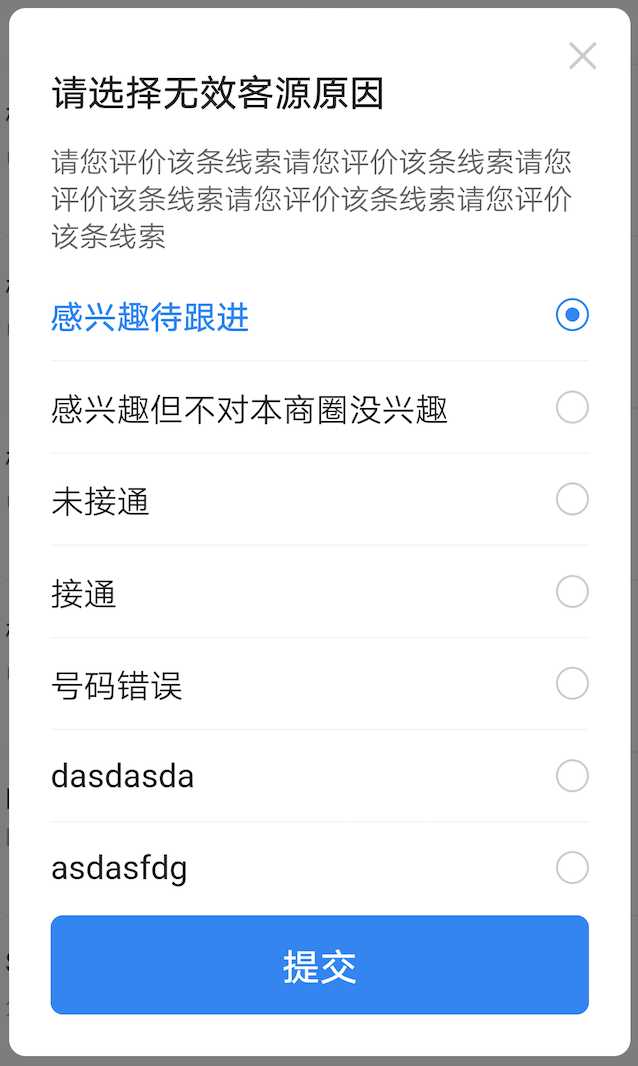 请选择无效客源原因
请您评价该条线索请您评价该条线索请您
评价该条线索请您评价该条线索请您评价
该条线索
感兴趣待跟进
感兴趣但不对本商圈没兴趣
未接通
接通
号码错误
dasdasda
asdasfdg
提交